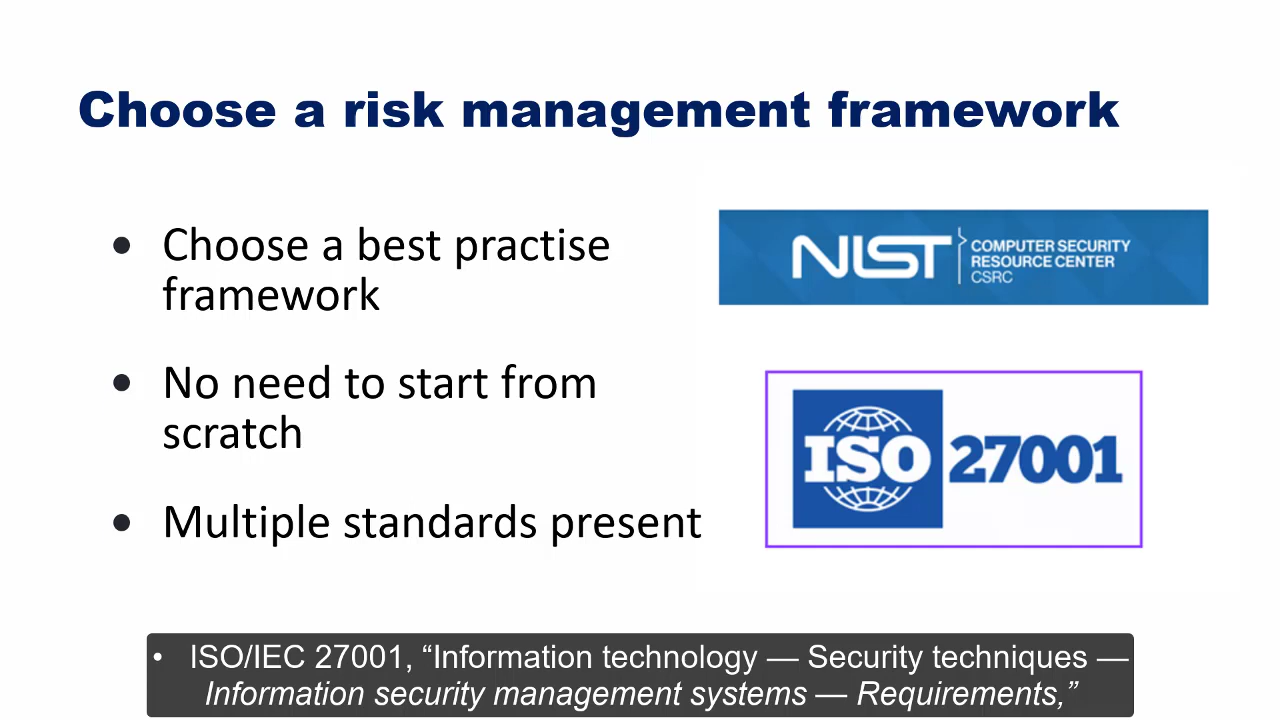 Choose a risk management framework
• Choose a best practise
framework
• No need to start from
scratch
• Multiple standards present
NIST COMPUTER SECURITY
RESOURCE CENTER
CSRC
ISO 27001
• ISO/IEC 27001, “Information technology — Security techniques —
Information security management systems — Requirements,”